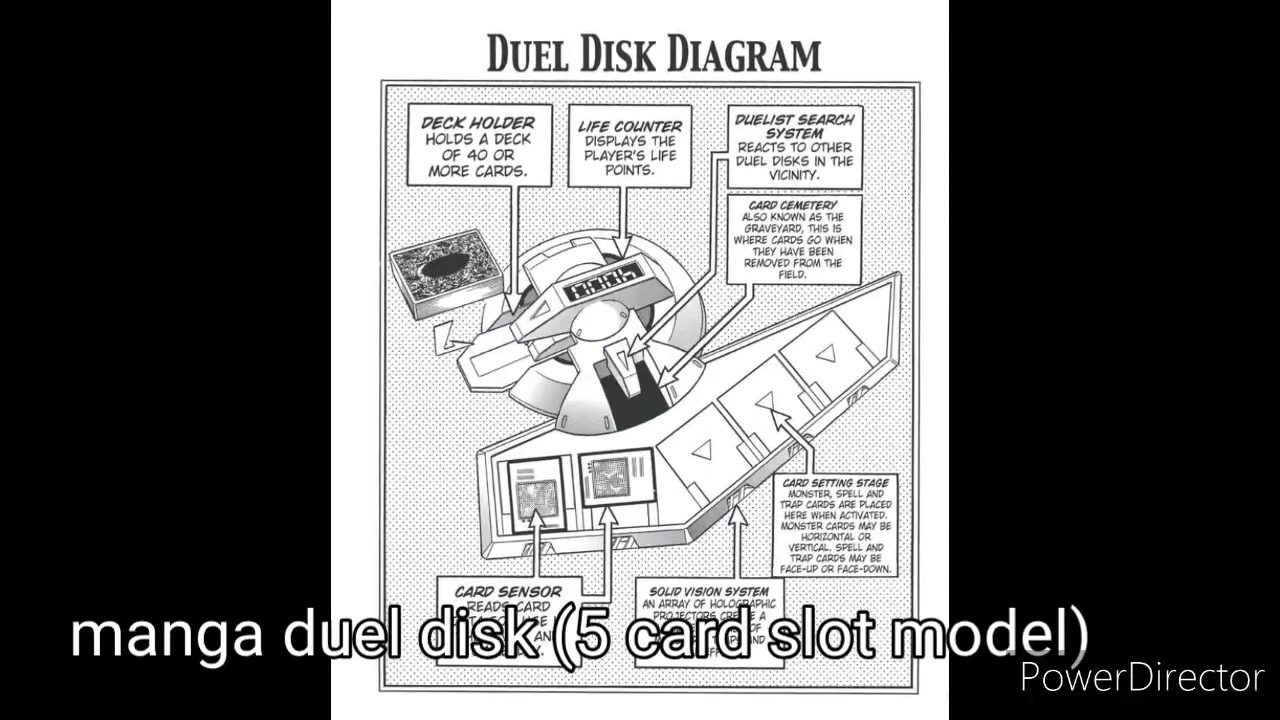 DUEL DISK DIAGRAM
DECK HOLDER
HOLDS A DECK
OF 40 OR
MORE CARDS.
LIFE COUNTER
DISPLAYS THE
PLAYER'S LIFE
POINTS.
DUELIST SEARCH
SYSTEM
REACTS TO OTHER
DUEL DISKS IN THE
VICINITY.
CARD CEMETERY
ALSO KNOWN AS THE
GRAVEYARD, THIS IS
WHERE CARDS GO WHEN
THEY HAVE BEEN
REMOVED FROM THE
FIELD.
CARD SETTING STAGE
MONSTER, SPELL AND
TRAP CARDS ARE PLACED
HERE WHEN ACTIVATED.
MONSTER CARDS MAY BE
HORIZONTAL OR
VERTICAL. SPELL AND
TRAP CARDS MAY BE
FACE-UP OR FACE-DOWN.
CARD SENSOR
READS CARD
SOLID VISION SYSTEM
AN ARRAY OF HOLOGRAPHIC
manga duel disk (5 card slot model)
PowerDirector